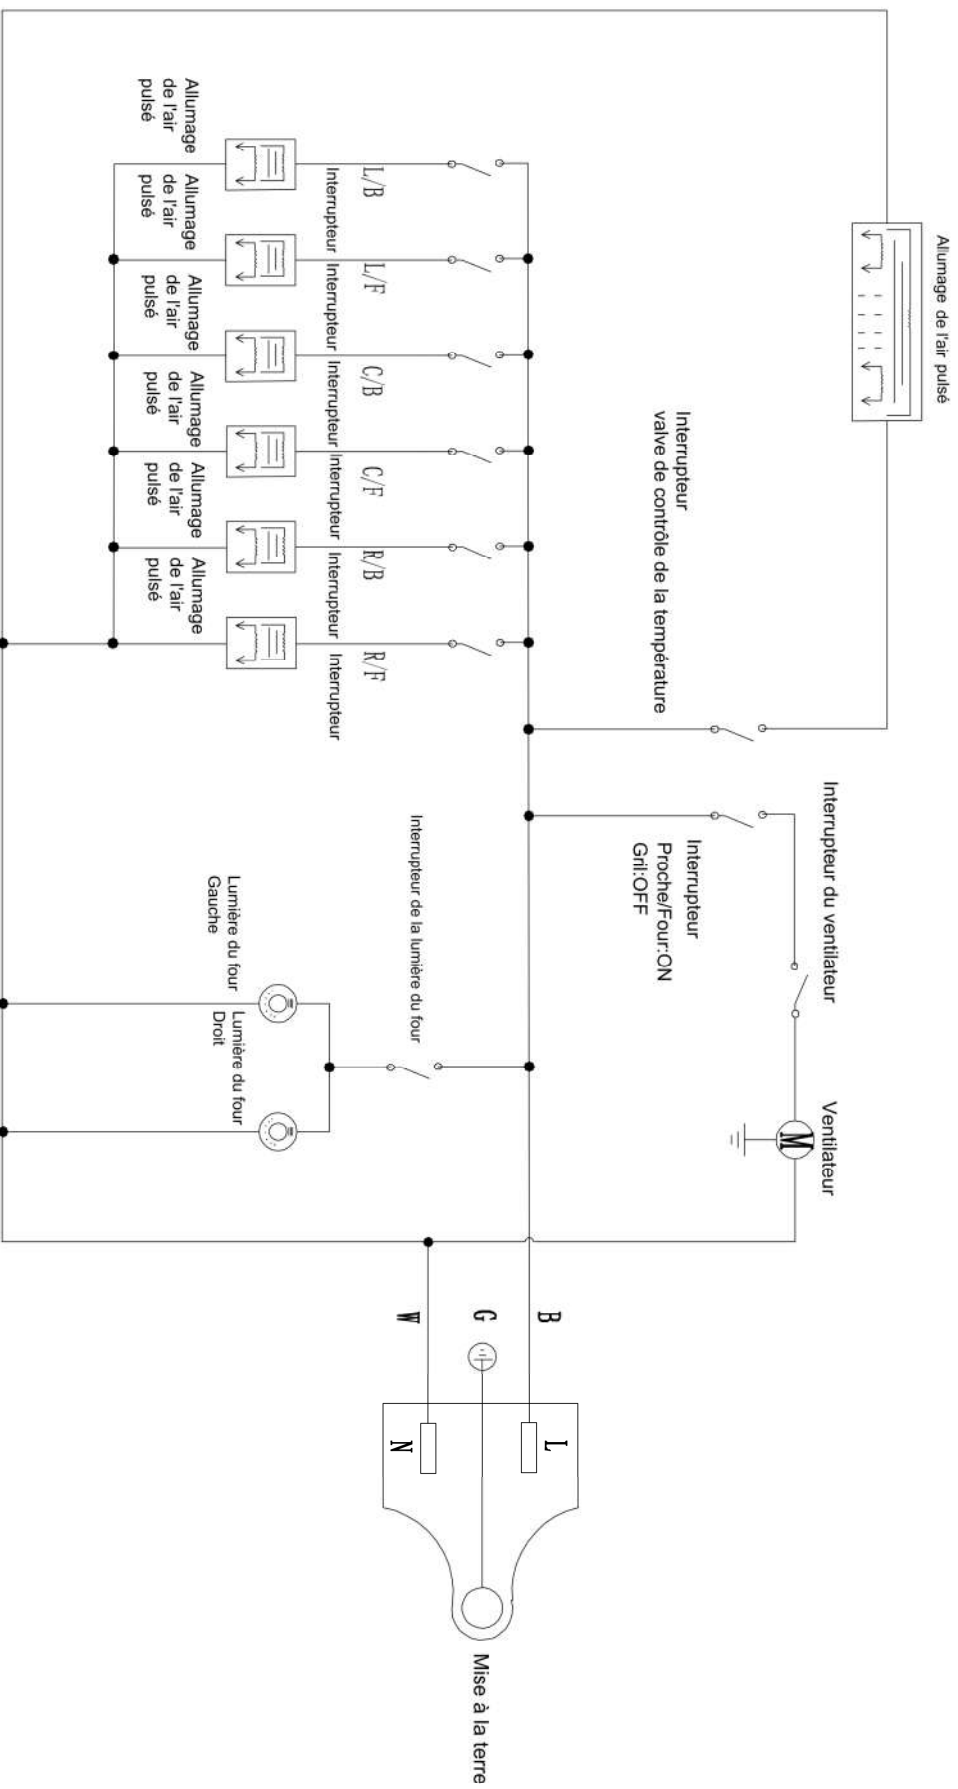 Allumage de l'air pulsé
Interrupteur
valve de contrôle de la température
Interrupteur du ventilateur
Ventilateur
M
Interrupteur
Proche/Four:ON
Gril:OFF
L/B
L/F
C/B
C/F
R/B
R/F
Interrupteur
Interrupteur
Interrupteur
Interrupteur
Interrupteur
Interrupteur
Allumage
de l'air
pulsé
Allumage
de l'air
pulsé
Allumage
de l'air
pulsé
Allumage
de l'air
pulsé
Allumage
de l'air
pulsé
Allumage
de l'air
pulsé
Interrupteur de la lumière du four
Lumière du four
Gauche
Lumière du four
Droit
B
G
W
L
N
Mise à la terre